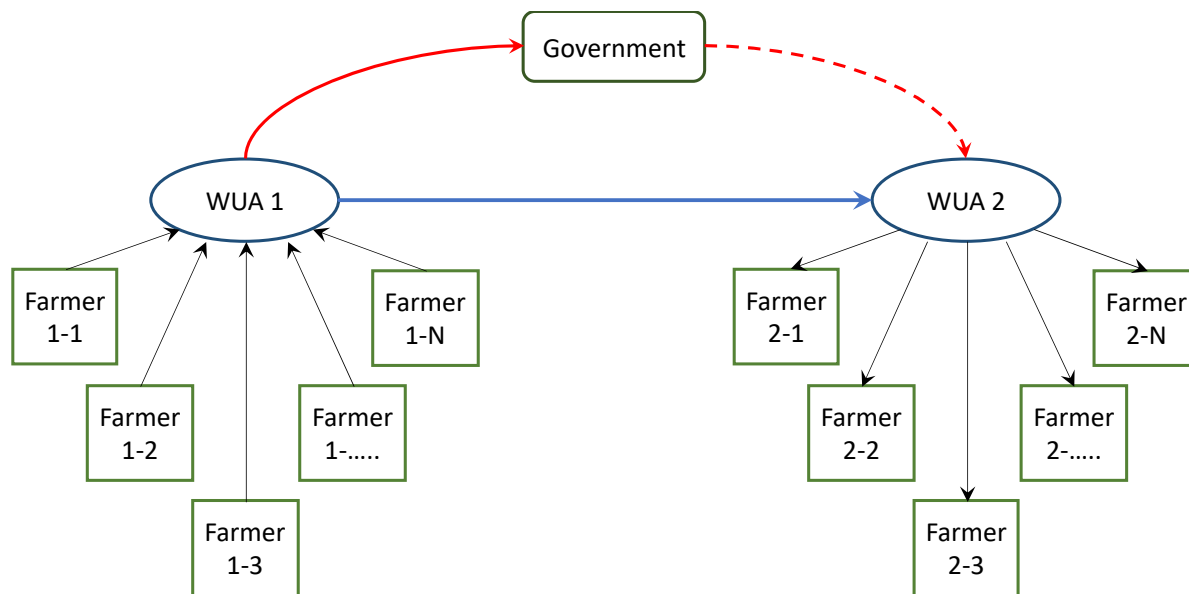 Government
WUA 1
WUA 2
Farmer
1-1
Farmer
1-N
Farmer
2-1
Farmer
2-N
Farmer
1-2
Farmer
1-…..
Farmer
2-2
Farmer
2-…..
Farmer
1-3
Farmer
2-3